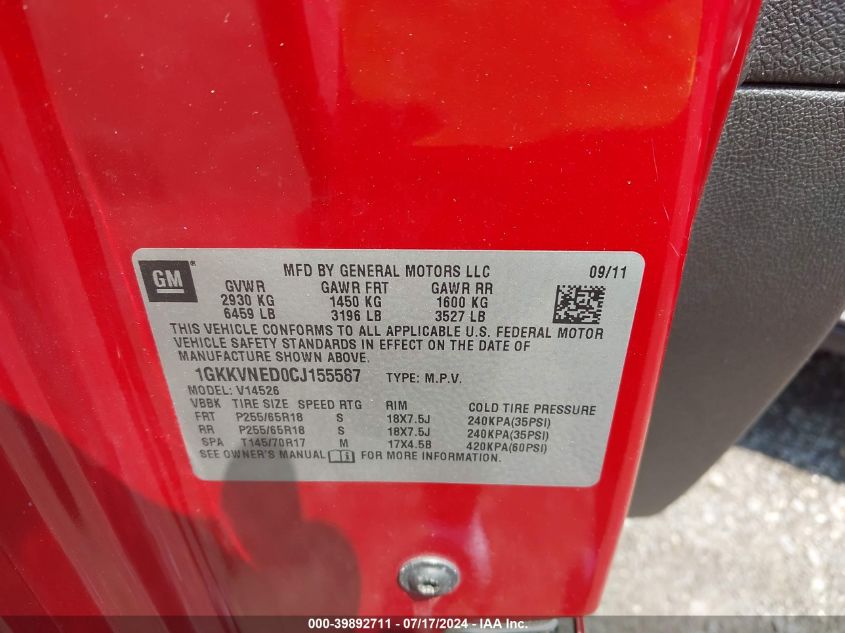 GM
MFD BY GENERAL MOTORS LLC 09/11
GVWR GAWR FRT GAWR RR
2930 KG 1450 KG 1600 KG
6459 LB 3196 LB 3527 LB
THIS VEHICLE CONFORMS TO ALL APPLICABLE U.S. FEDERAL MOTOR
VEHICLE SAFETY STANDARDS IN EFFECT ON THE DATE OF
MANUFACTURE SHOWN ABOVE.
1GKKVNED0CJ155587 TYPE: M.P.V.
MODEL: V14526
VBBK TIRE SIZE SPEED RTG RIM COLD TIRE PRESSURE
FRT P255/65R18 S 18X7.5J 240KPA(35PSI)
RR P255/65R18 S 18X7.5J 240KPA(35PSI)
SPA T145/70R17 M 17X4.5B 420KPA(60PSI)
SEE OWNER'S MANUAL FOR MORE INFORMATION.
000-39892711 - 07/17/2024 - IAAI.com